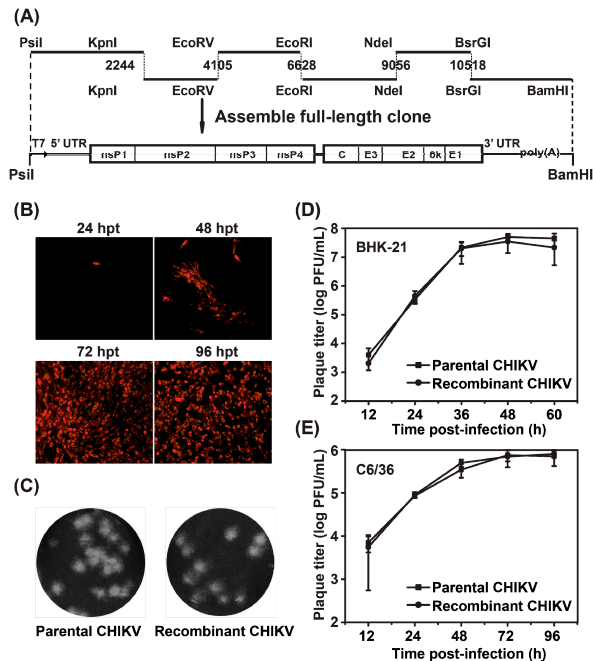 (A)
PsiI KpnI EcoRV EcoRI NdeI BsrGI
2244 4105 6628 9056 10518
KpnI EcoRV EcoRI NdeI BsrGI BamHI
Assemble full-length clone
T7 5' UTR 3' UTR
nsP1 nsP2 nsP3 nsP4 C E3 E2 6k E1 poly(A)
PsiI BamHI
(B)
24 hpt 48 hpt
72 hpt 96 hpt
(C)
Parental CHIKV Recombinant CHIKV
(D)
BHK-21
Plaque titer (log PFU/mL)
8
7
6
5
4
3
2
Parental CHIKV
Recombinant CHIKV
12 24 36 48 60
Time post-infection (h)
(E)
C6/36
Plaque titer (log PFU/mL)
6
5
4
3
2
Parental CHIKV
Recombinant CHIKV
12 24 48 72 96
Time post-infection (h)